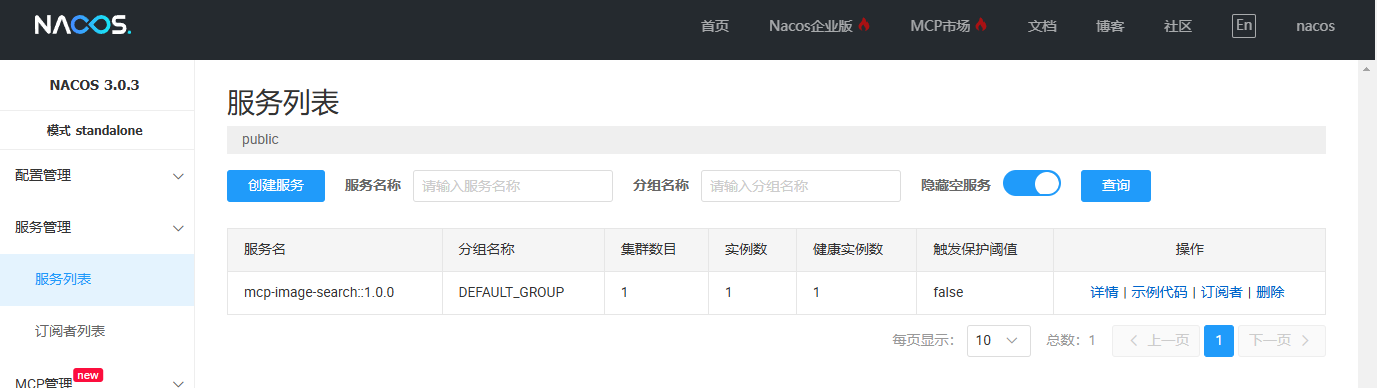 NACOS.
首页 Nacos企业版 MCP市场 文档 博客 社区 En nacos
NACOS 3.0.3
模式 standalone
配置管理
服务管理
服务列表
订阅者列表
MCP管理 new
服务列表
public
创建服务 服务名称 请输入服务名称 分组名称 请输入分组名称 隐藏空服务 查询
服务名 分组名称 集群数目 实例数 健康实例数 触发保护阈值 操作
mcp-image-search::1.0.0 DEFAULT_GROUP 1 1 1 false 详情 | 示例代码 | 订阅者 | 删除
每页显示: 10 总数: 1 上一页 1 下一页